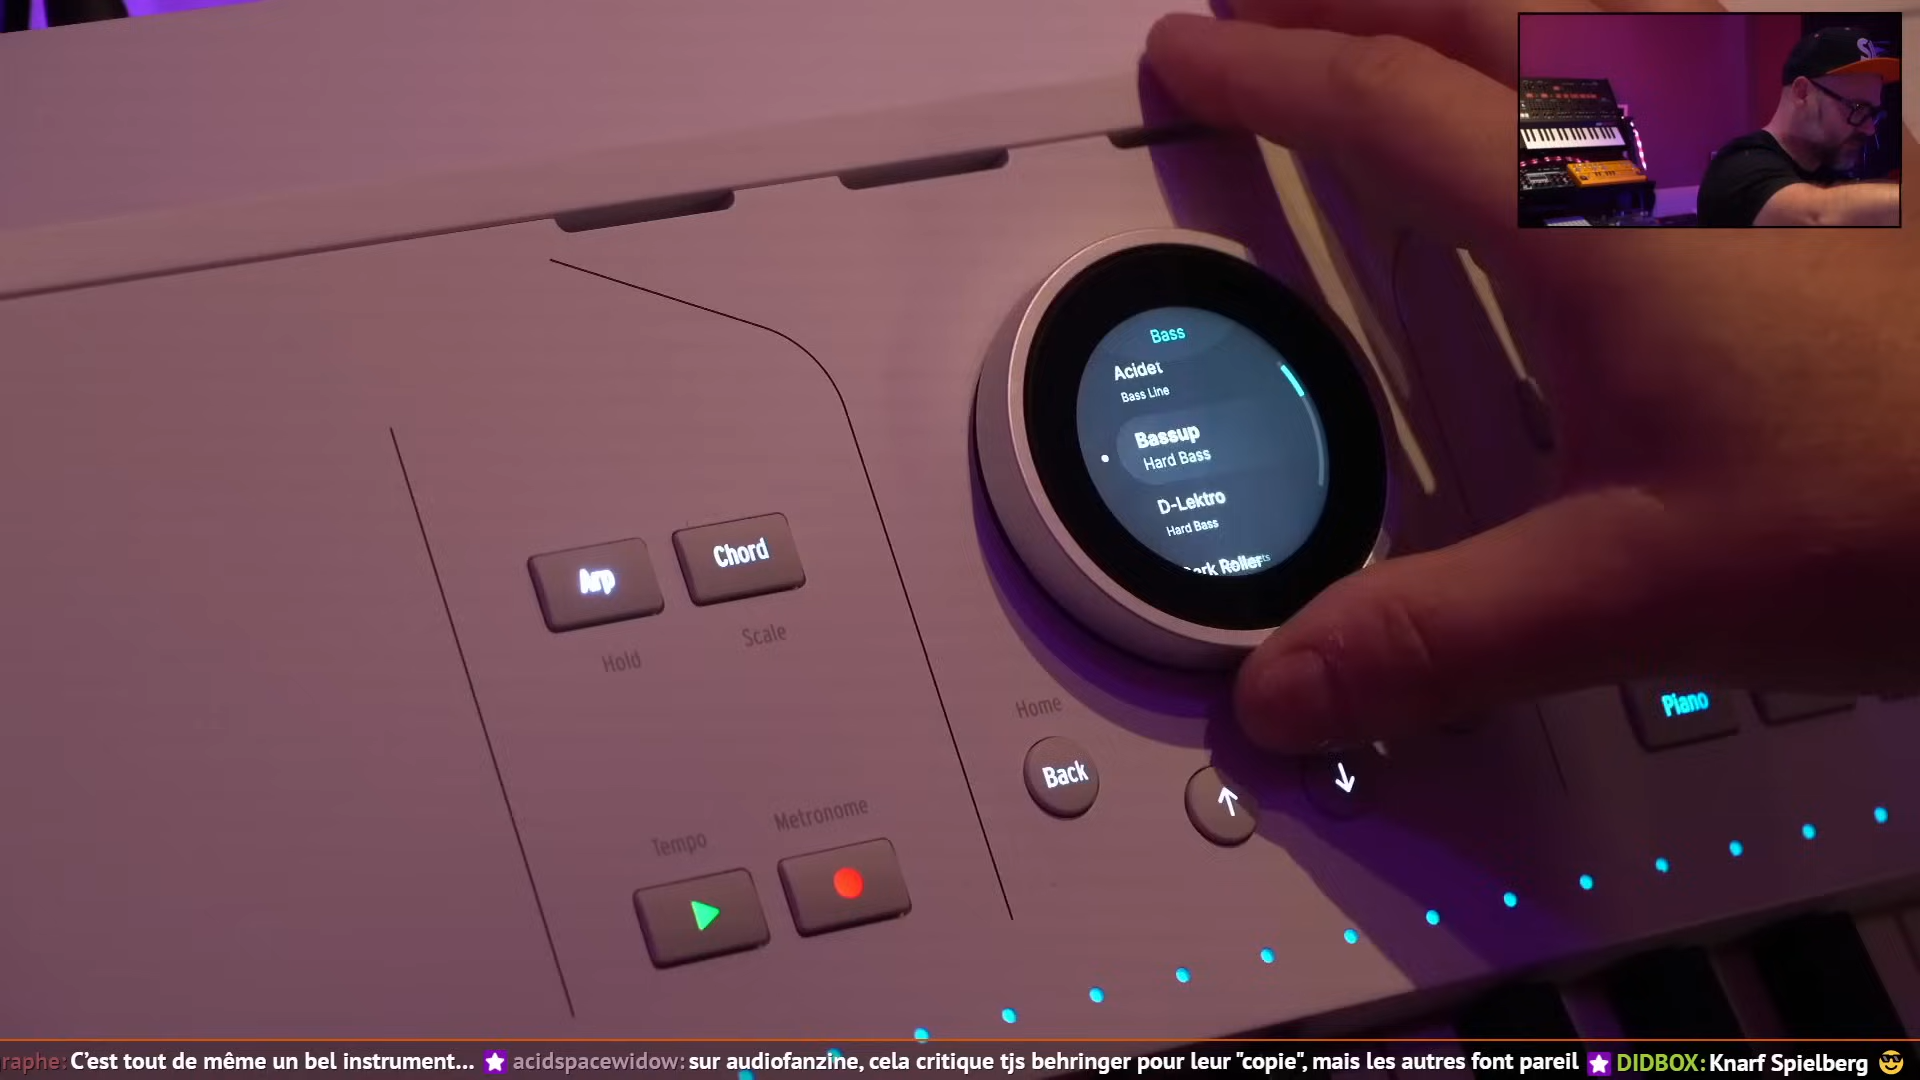 Bass
Acidet
Bass Line
Bassup
Hard Bass
D-Lektro
Hard Bass
Roller
Arp
Chord
Hold
Scale
Home
Back
Piano
Tempo
Metronome
raphe: C'est tout de même un bel instrument... acidspacewidow: sur audiofanzine, cela critique tjs behringer pour leur "copie", mais les autres font pareil DIDBOX: Knarf Spielberg